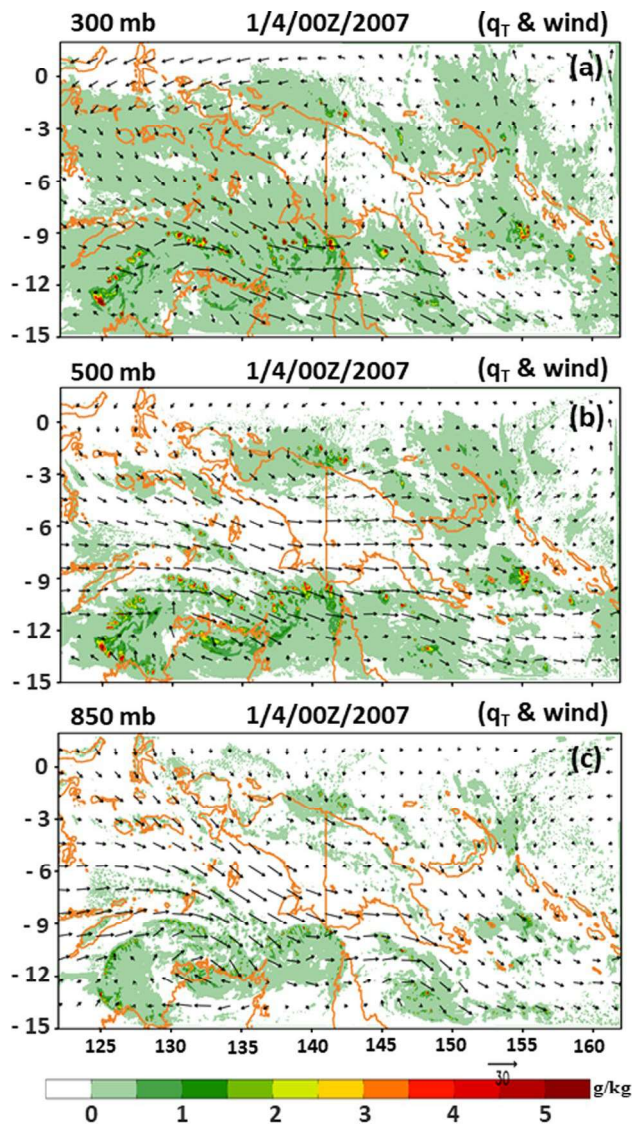 300 mb 1/4/00Z/2007 (qT & wind)
(a)
0
- 3
- 6
- 9
- 12
- 15
500 mb 1/4/00Z/2007 (qT & wind)
(b)
0
- 3
- 6
- 9
- 12
- 15
850 mb 1/4/00Z/2007 (qT & wind)
(c)
0
- 3
- 6
- 9
- 12
- 15
125 130 135 140 145 150 155 160
30
g/kg
0 1 2 3 4 5